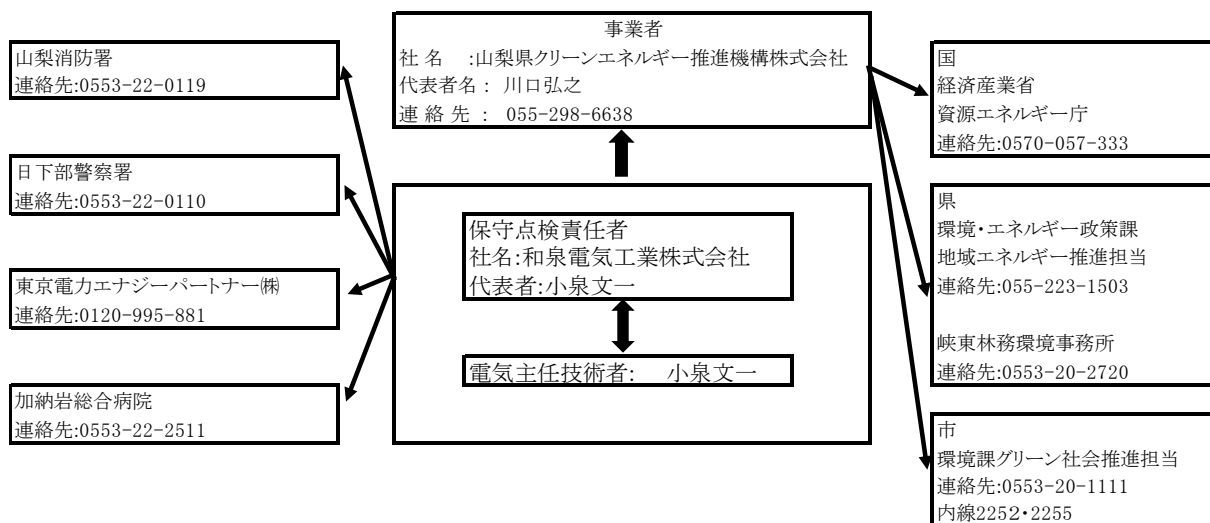 事業者
社 名　:山梨県クリーンエネルギー推進機構株式会社
代表者名： 川口弘之
連 絡 先 ： 055-298-6638
山梨消防署
連絡先:0553-22-0119
日下部警察署
連絡先:0553-22-0110
東京電力エナジーパートナー㈱
連絡先:0120-995-881
加納岩総合病院
連絡先:0553-22-2511
保守点検責任者
社名:和泉電気工業株式会社
代表者:小泉文一
電気主任技術者:　小泉文一
国
経済産業省
資源エネルギー庁
連絡先:0570-057-333
県
環境・エネルギー政策課
地域エネルギー推進担当
連絡先:055-223-1503
峡東林務環境事務所
連絡先:0553-20-2720
市
環境課グリーン社会推進担当
連絡先:0553-20-1111
内線2252・2255